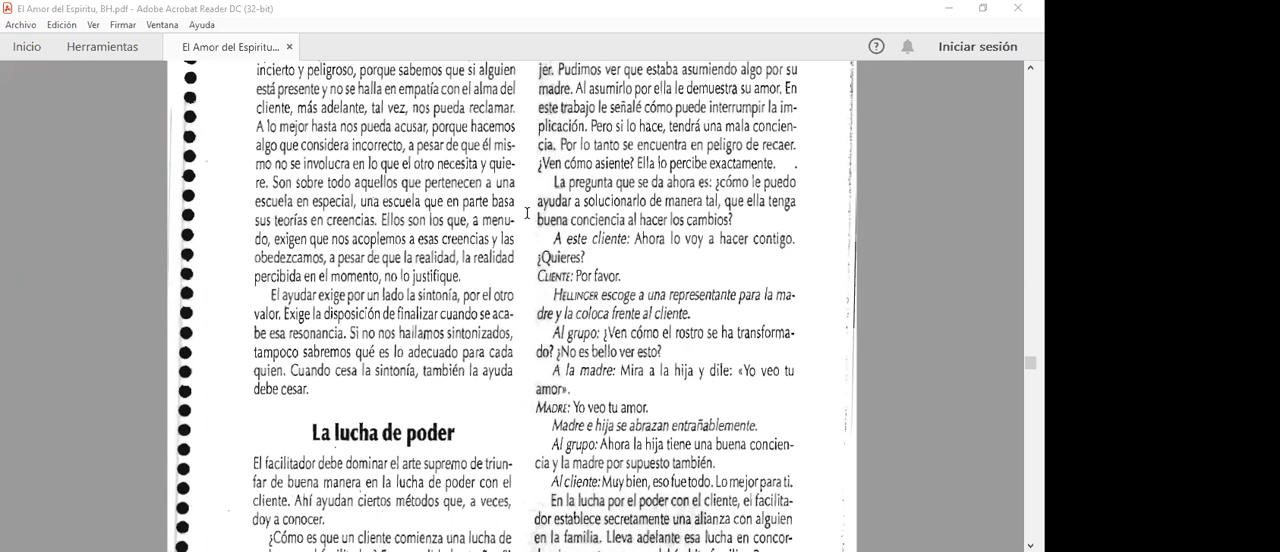 El Amor del Espiritu, BH.pdf - Adobe Acrobat Reader DC (32-bit)
Archivo Edición Ver Firmar Ventana Ayuda
Inicio Herramientas El Amor del Espiritu... × Iniciar sesión
incierto y peligroso, porque sabemos que si alguien
está presente y no se halla en empatía con el alma del
cliente, más adelante, tal vez, nos pueda reclamar.
A lo mejor hasta nos pueda acusar, porque hacemos
algo que considera incorrecto, a pesar de que él mis-
mo no se involucra en lo que el otro necesita y quie-
re. Son sobre todo aquellos que pertenecen a una
escuela en especial, una escuela que en parte basa
sus teorías en creencias. Ellos son los que, a menu-
do, exigen que nos acoplemos a esas creencias y las
obedezcamos, a pesar de que la realidad, la realidad
percibida en el momento, no lo justifique.
El ayudar exige por un lado la sintonía, por el otro
valor. Exige la disposición de finalizar cuando se aca-
be esa resonancia. Si no nos hallamos sintonizados,
tampoco sabremos qué es lo adecuado para cada
quien. Cuando cesa la sintonía, también la ayuda
debe cesar.
La lucha de poder
El facilitador debe dominar el arte supremo de triun-
far de buena manera en la lucha de poder con el
cliente. Ahí ayudan ciertos métodos que, a veces,
doy a conocer.
¿Cómo es que un cliente comienza una lucha de
jer. Pudimos ver que estaba asumiendo algo por su
madre. Al asumirlo por ella le demuestra su amor. En
este trabajo le señalé cómo puede interrumpir la im-
plicación. Pero si lo hace, tendrá una mala concien-
cia. Por lo tanto se encuentra en peligro de recaer.
¿Ven cómo asiente? Ella lo percibe exactamente.
La pregunta que se da ahora es: ¿cómo le puedo
ayudar a solucionarlo de manera tal, que ella tenga
buena conciencia al hacer los cambios?
A este cliente: Ahora lo voy a hacer contigo.
¿Quieres?
CLIENTE: Por favor.
HELLINGER escoge a una representante para la ma-
dre y la coloca frente al cliente.
Al grupo: ¿Ven cómo el rostro se ha transforma-
do? ¿No es bello ver esto?
A la madre: Mira a la hija y dile: «Yo veo tu
amor».
MADRE: Yo veo tu amor.
Madre e hija se abrazan entrañablemente.
Al grupo: Ahora la hija tiene una buena concien-
cia y la madre por supuesto también.
Al cliente: Muy bien, eso fue todo. Lo mejor para ti.
En la lucha por el poder con el cliente, el facilita-
dor establece secretamente una alianza con alguien
en la familia. Lleva adelante esa lucha en concor-